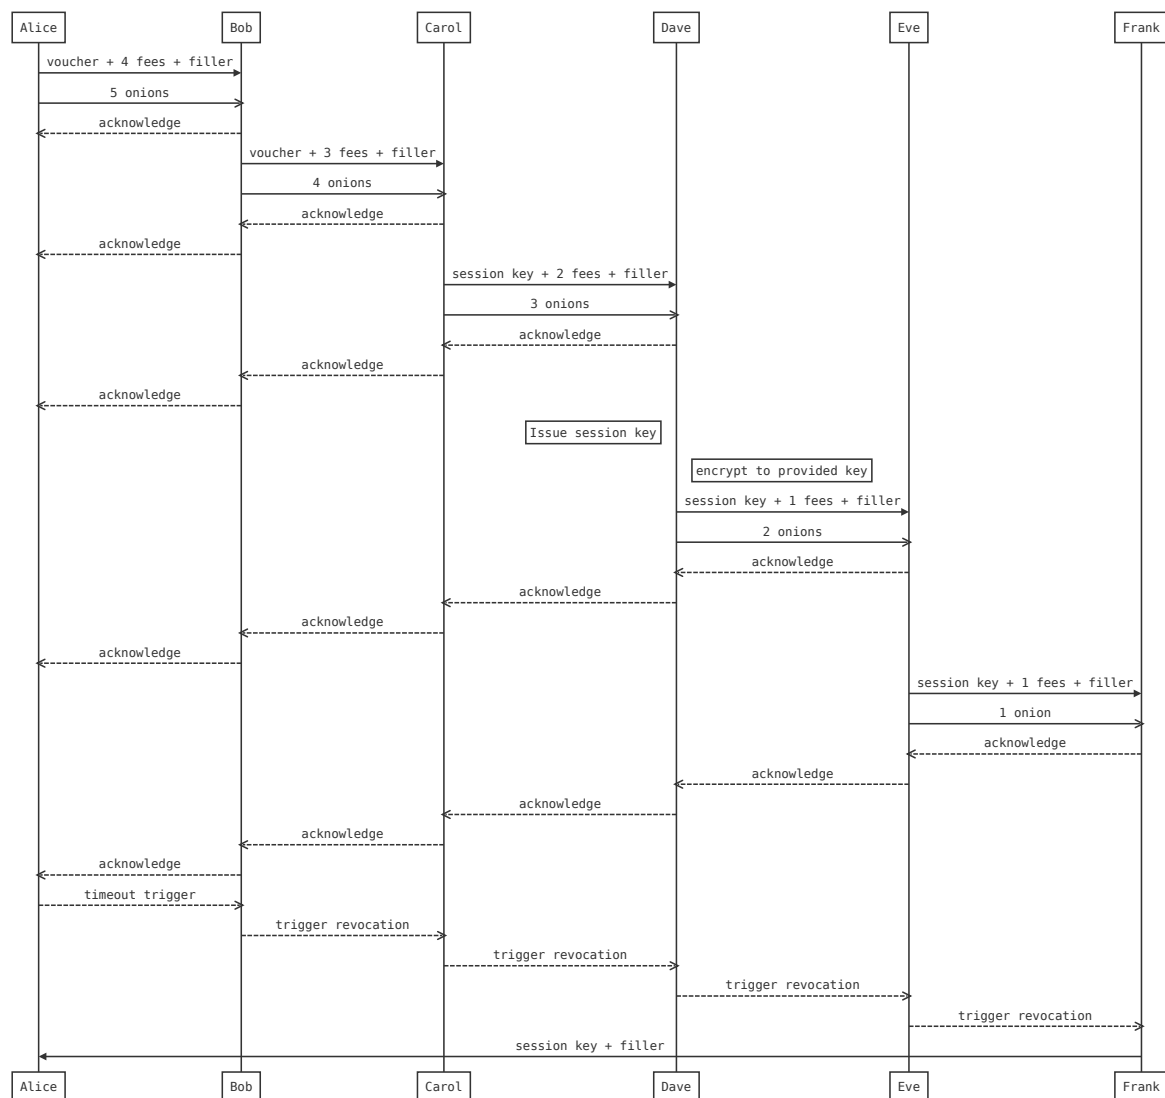 Alice Bob Carol Dave Eve Frank
voucher + 4 fees + filler
5 onions
acknowledge
voucher + 3 fees + filler
4 onions
acknowledge
acknowledge
session key + 2 fees + filler
3 onions
acknowledge
acknowledge
acknowledge
Issue session key
encrypt to provided key
session key + 1 fees + filler
2 onions
acknowledge
acknowledge
acknowledge
acknowledge
session key + 1 fees + filler
1 onion
acknowledge
acknowledge
acknowledge
acknowledge
acknowledge
timeout trigger
trigger revocation
trigger revocation
trigger revocation
trigger revocation
session key + filler
Alice Bob Carol Dave Eve Frank